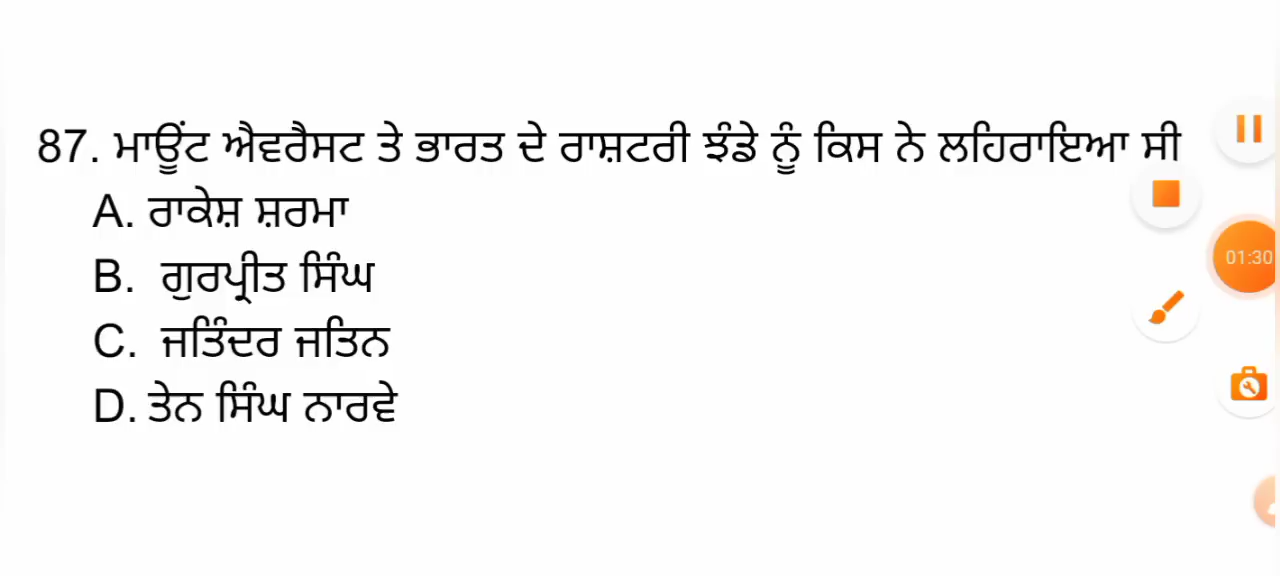 87. ਮਾਊਂਟ ਐਵਰੈਸਟ ਤੇ ਭਾਰਤ ਦੇ ਰਾਸ਼ਟਰੀ ਝੰਡੇ ਨੂੰ ਕਿਸ ਨੇ ਲਹਿਰਾਇਆ ਸੀ
A. ਰਾਕੇਸ਼ ਸ਼ਰਮਾ
B. ਗੁਰਪ੍ਰੀਤ ਸਿੰਘ
C. ਜਤਿੰਦਰ ਜਤਿਨ
D. ਤੇਨ ਸਿੰਘ ਨਾਰਵੇ
01:30